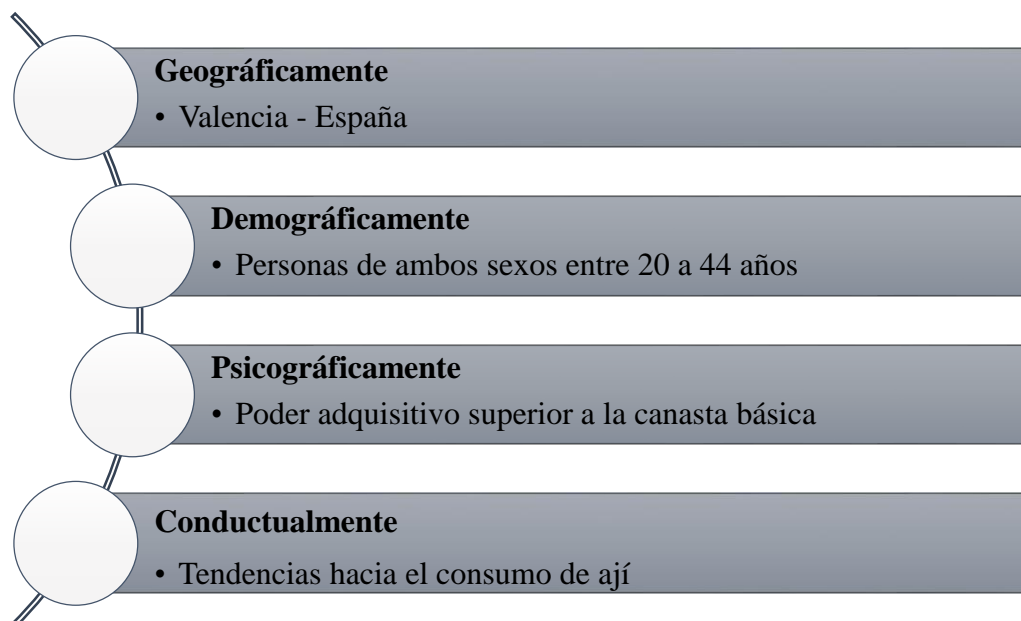 Geográficamente
• Valencia - España
Demográficamente
• Personas de ambos sexos entre 20 a 44 años
Psicográficamente
• Poder adquisitivo superior a la canasta básica
Conductualmente
• Tendencias hacia el consumo de ají